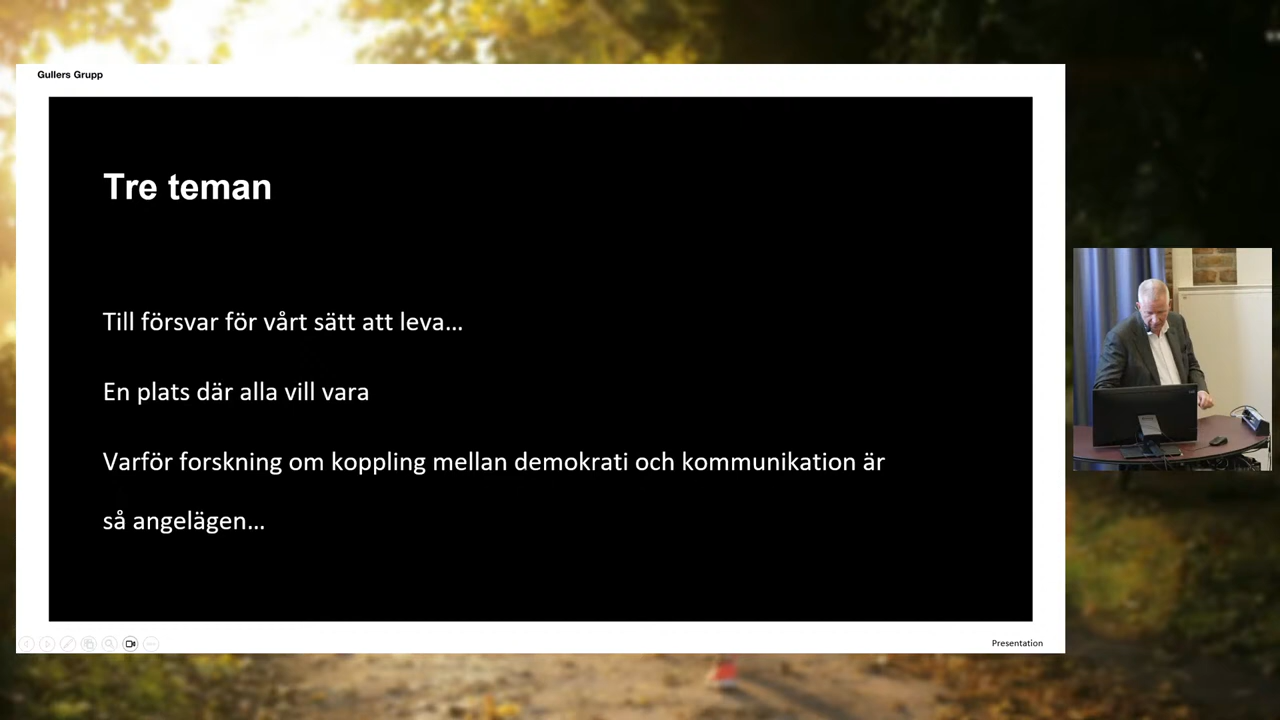 Gullers Grupp
Tre teman
Till försvar för vårt sätt att leva...
En plats där alla vill vara
Varför forskning om koppling mellan demokrati och kommunikation är
så angelägen...
Presentation